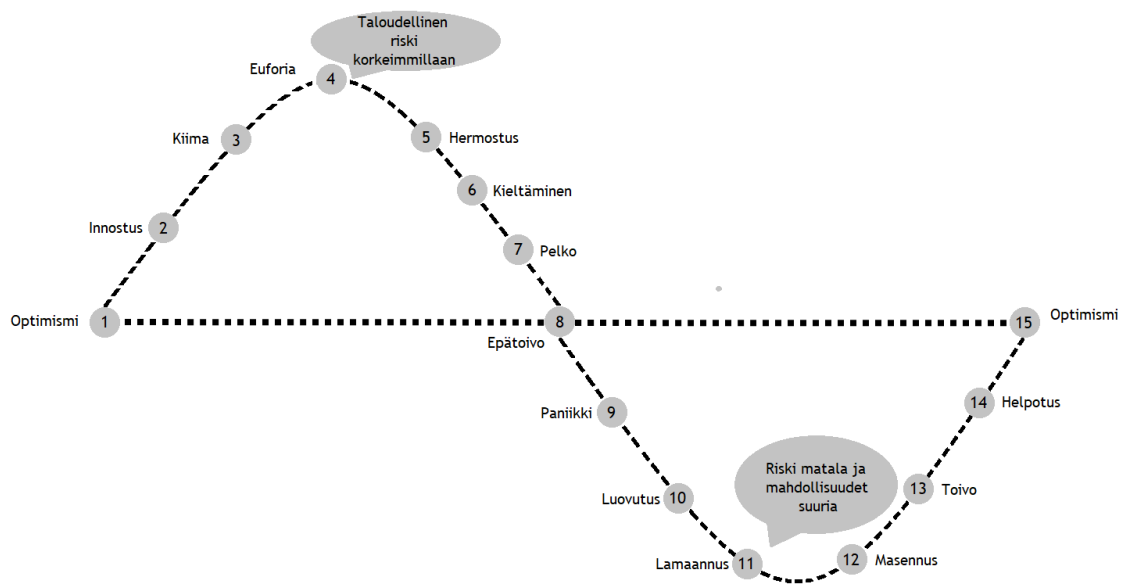 Taloudellinen
riski
korkeimmillaan
Euforia
4
Kiima
3
5
Hermostus
6
Kieltäminen
Innostus
2
7
Pelko
Optimismi
1
8
Epätoivo
15
Optimismi
Paniikki
9
14
Helpotus
Riski matala ja
mahdollisuudet
suuria
Luovutus
10
13
Toivo
Lamaannus
11
12
Masennus